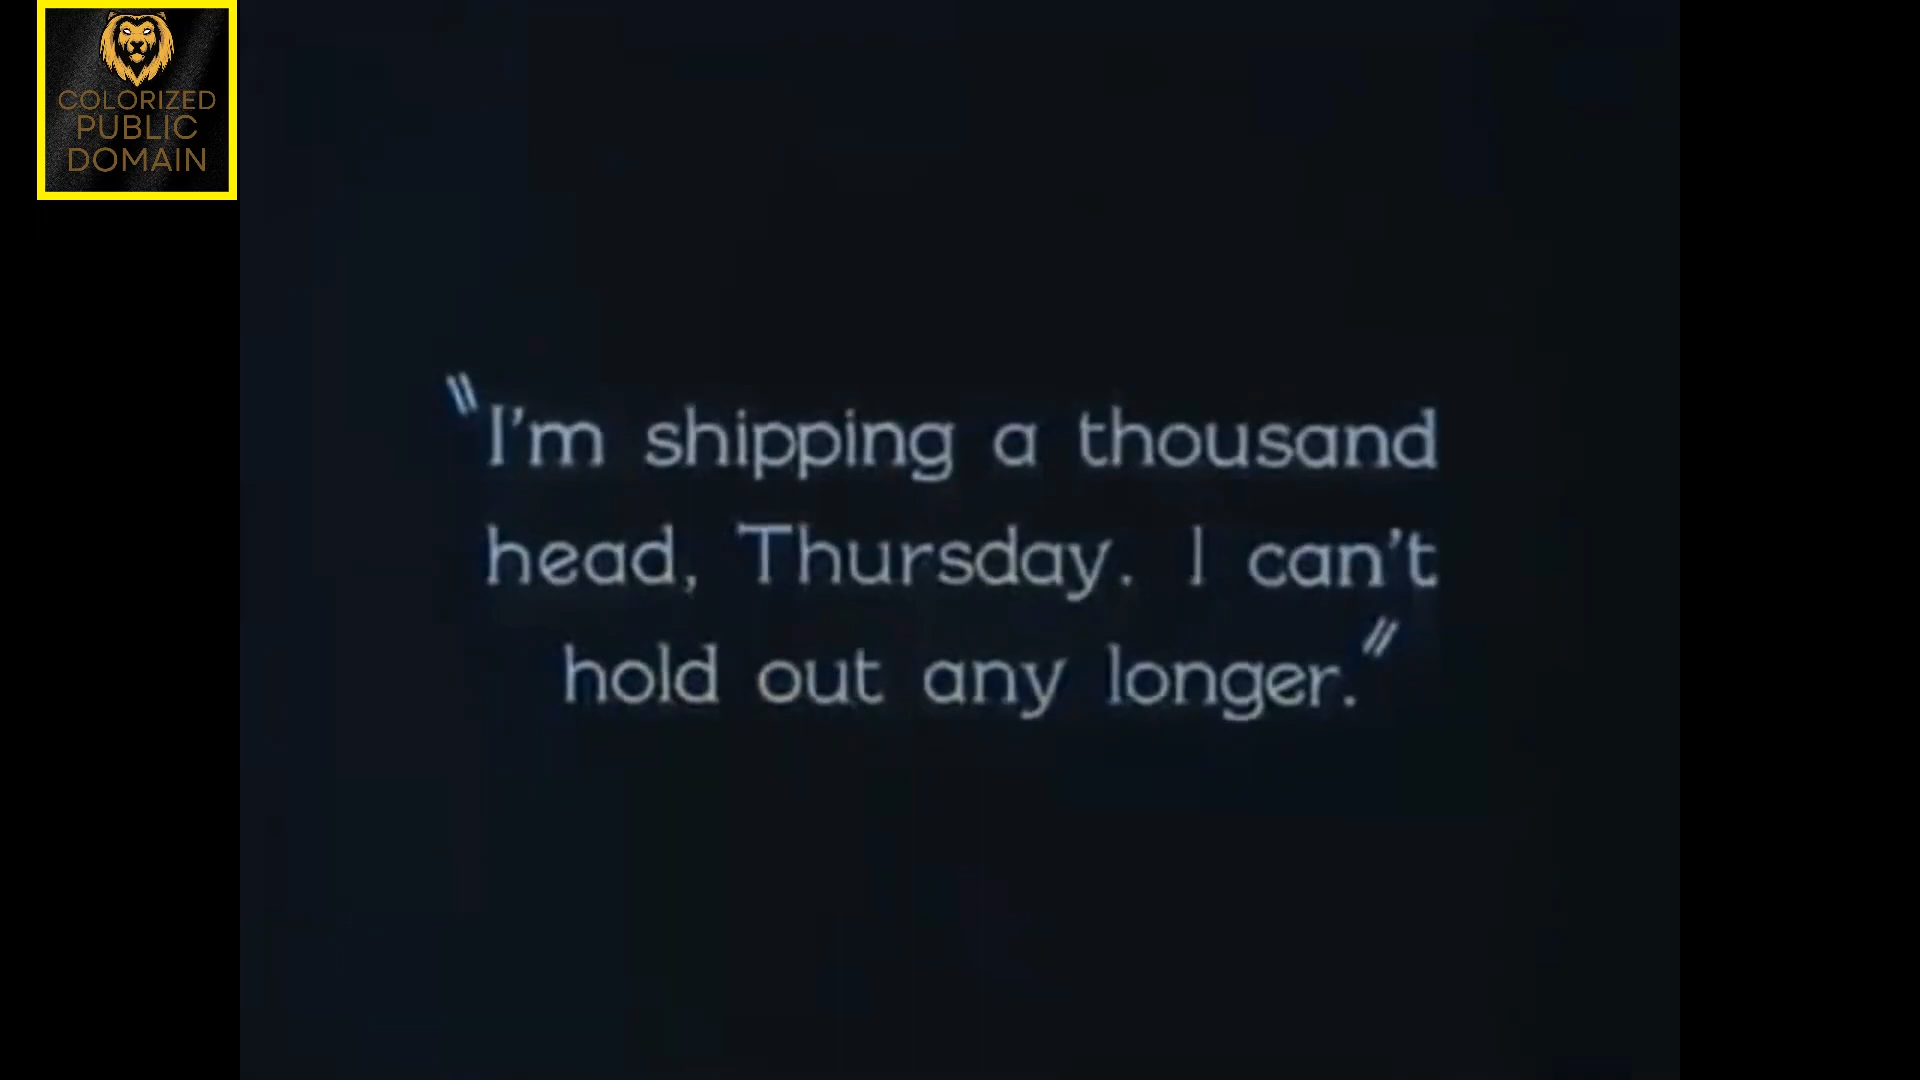 COLORIZED
PUBLIC
DOMAIN
"I'm shipping a thousand
head, Thursday. I can't
hold out any longer."